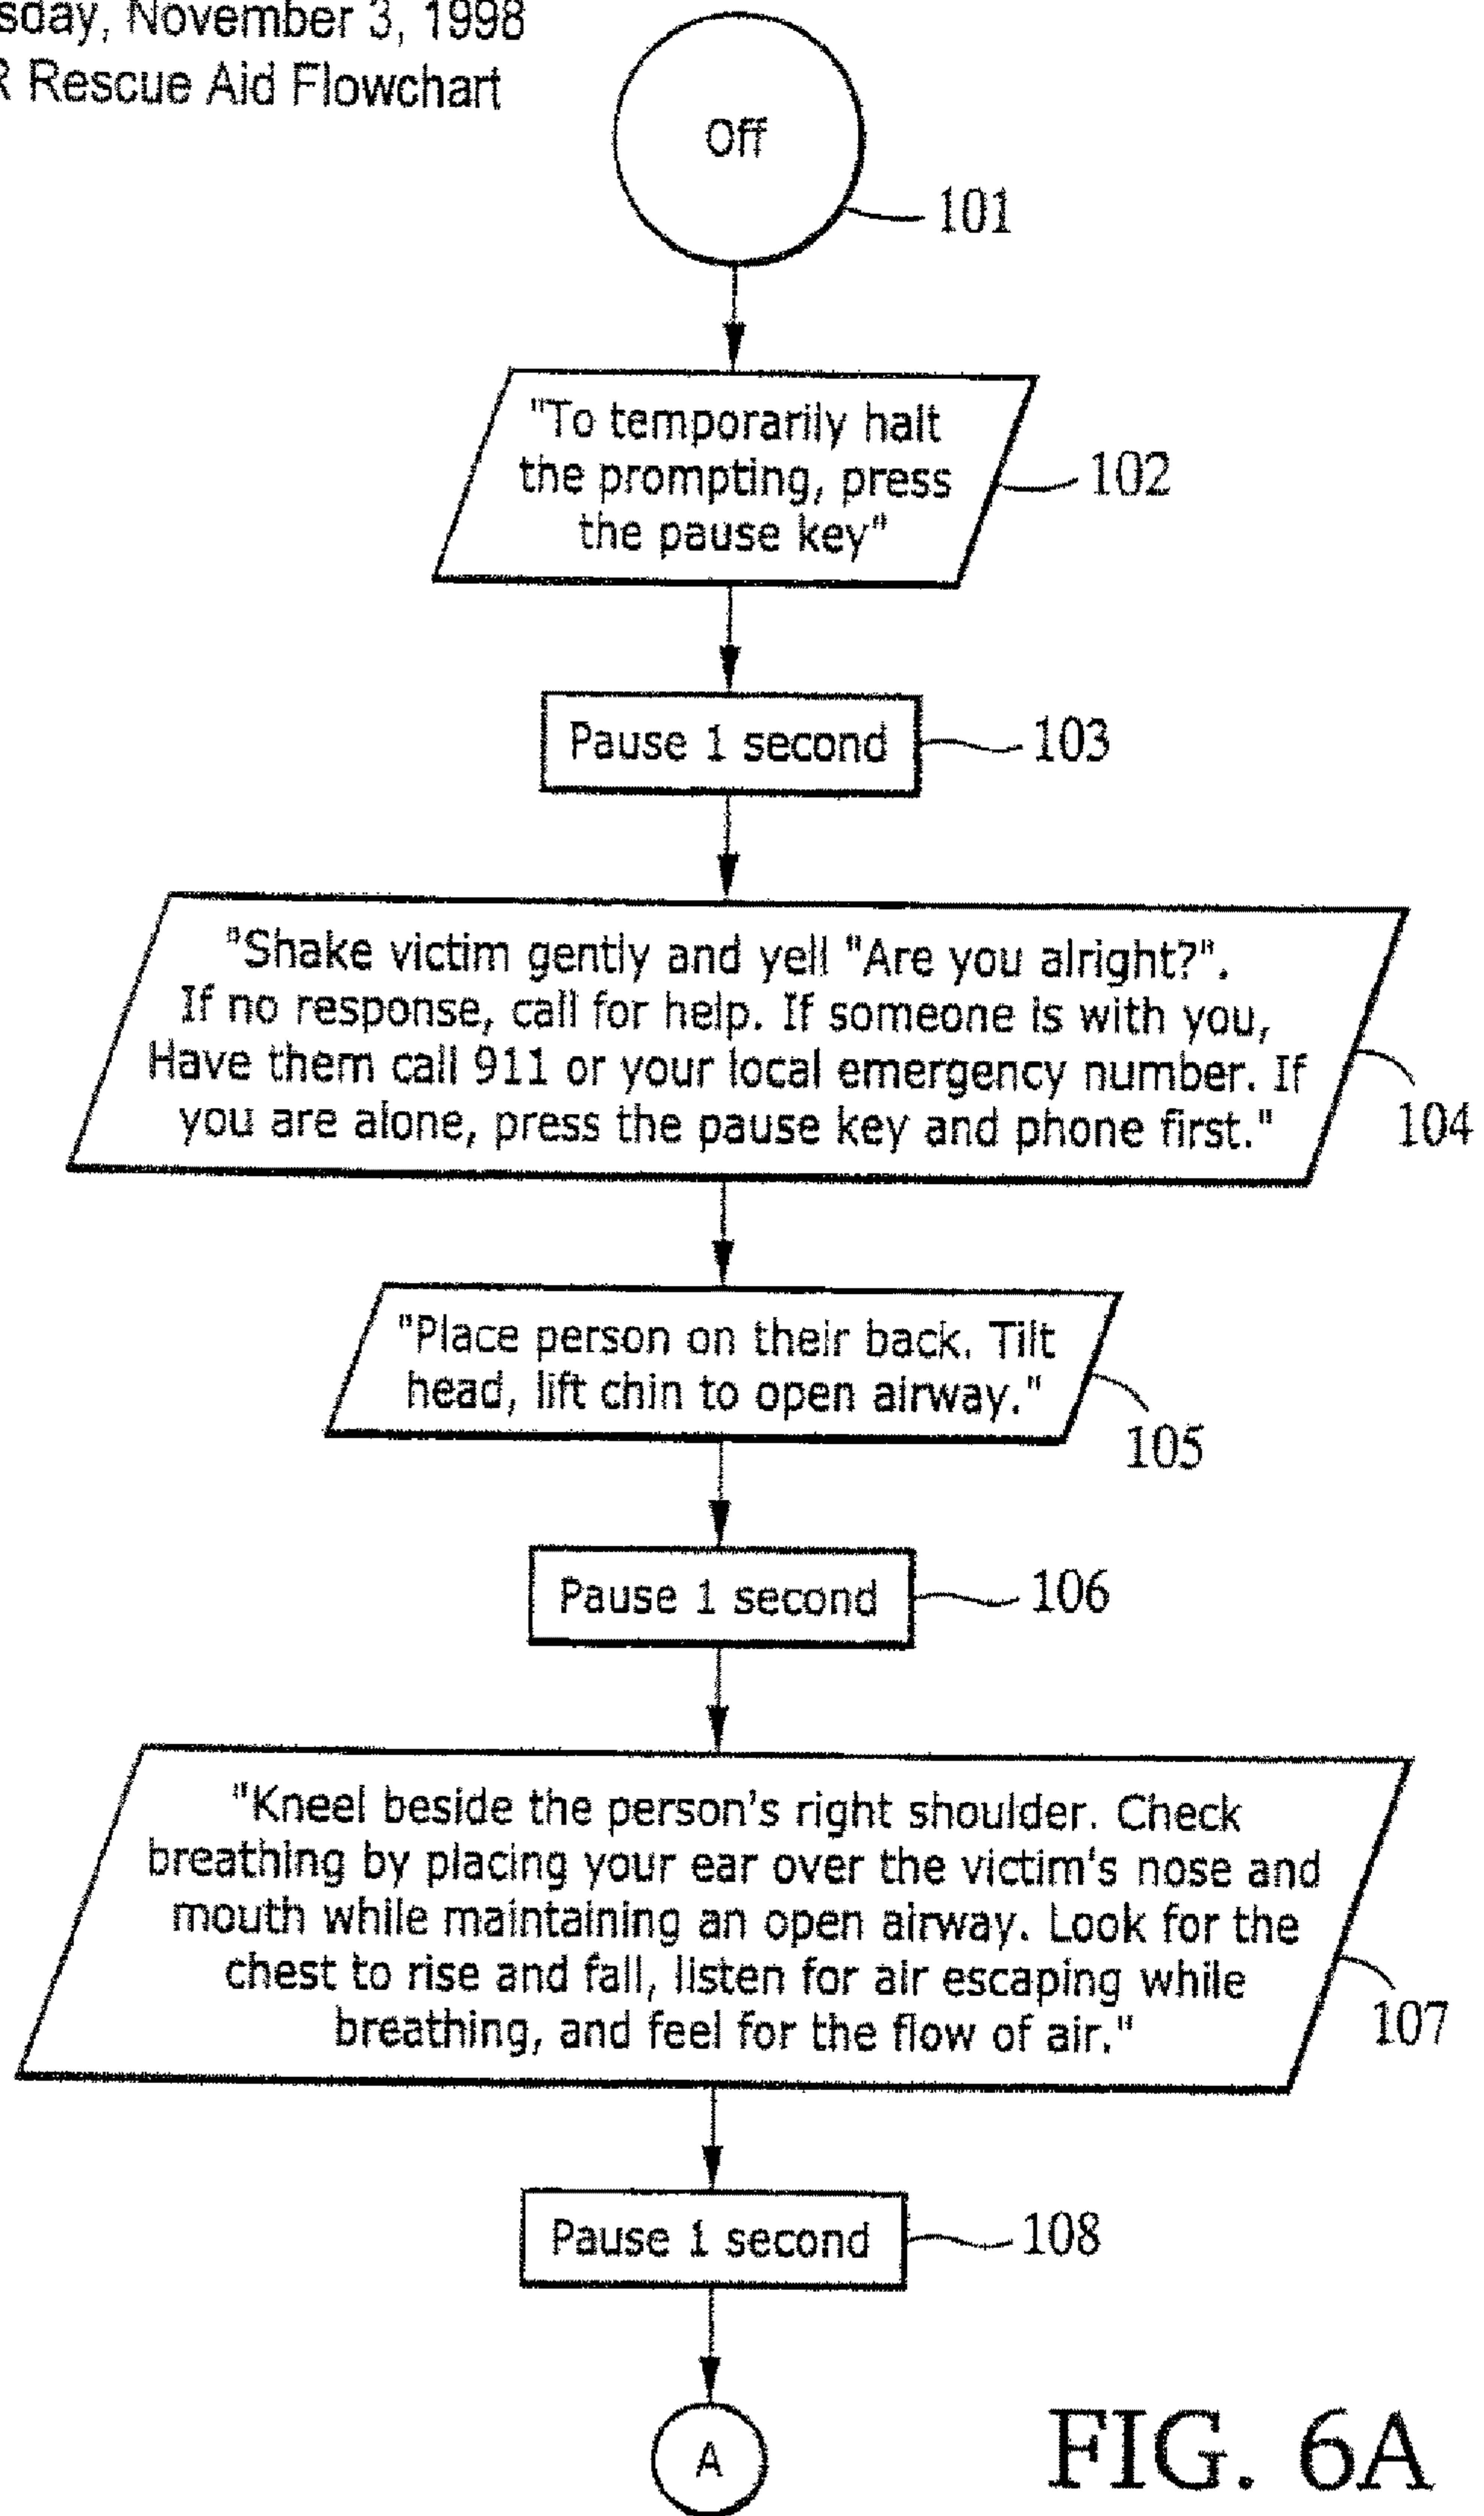 November 3, 1998
Rescue Aid Flowchart
Off
101
"To temporarily halt
the prompting, press
the pause key"
102
Pause 1 second
103
"Shake victim gently and yell "Are you alright?".
If no response, call for help. If someone is with you,
Have them call 911 or your local emergency number. If
you are alone, press the pause key and phone first."
104
"Place person on their back. Tilt
head, lift chin to open airway."
105
Pause 1 second
106
"Kneel beside the person's right shoulder. Check
breathing by placing your ear over the victim's nose and
mouth while maintaining an open airway. Look for the
chest to rise and fall, listen for air escaping while
breathing, and feel for the flow of air."
107
Pause 1 second
108
A
FIG. 6A